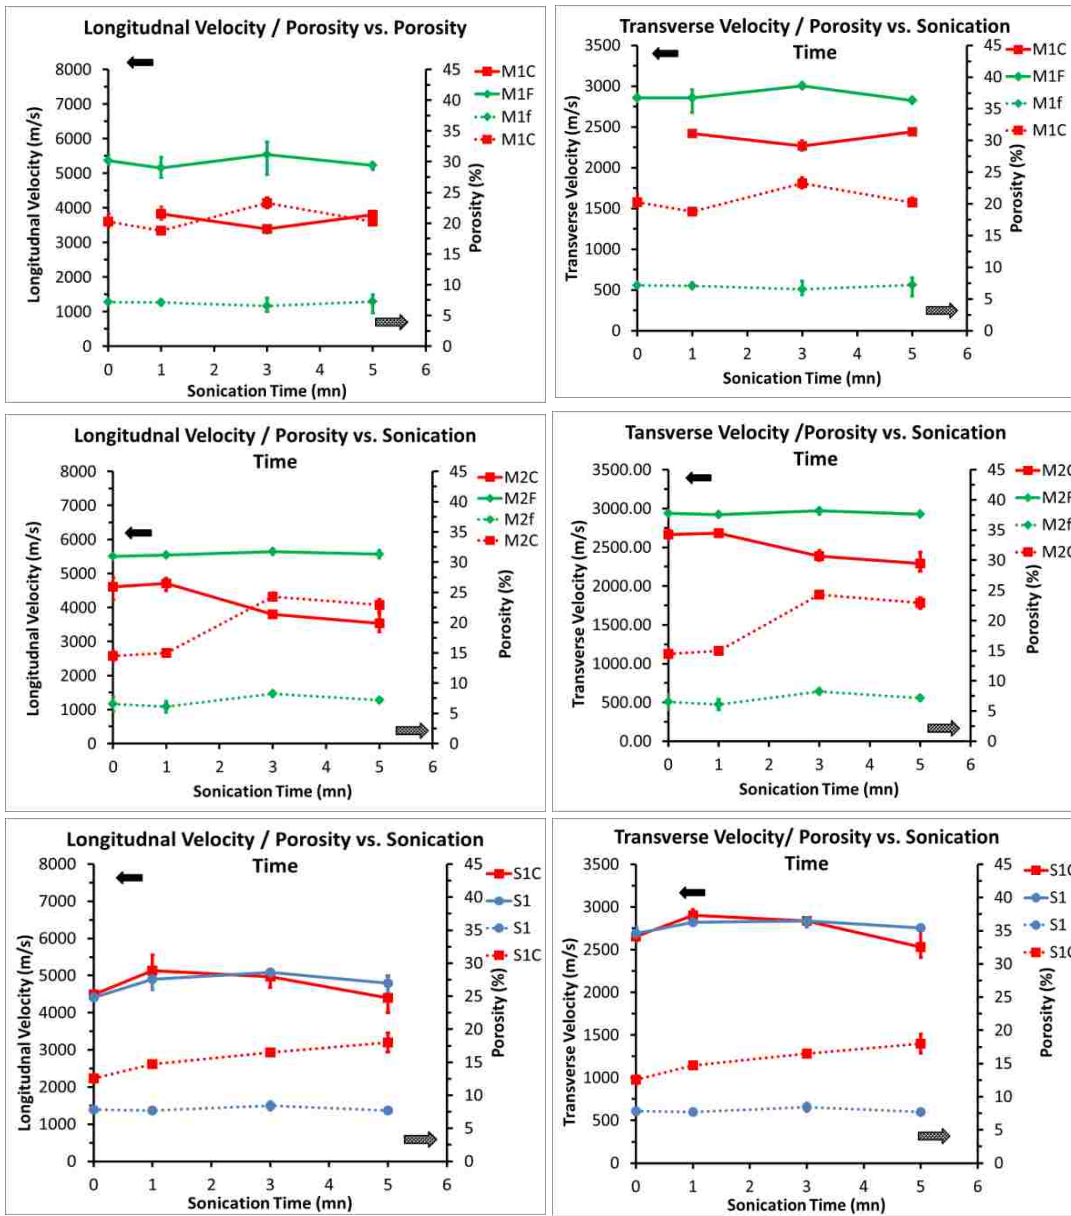 Longitudnal Velocity / Porosity vs. Porosity
8000
7000
6000
5000
4000
3000
2000
1000
0
Longitudnal Velocity (m/s)
45
40
35
30
25
20
15
10
5
0
Porosity (%)
M1C
M1F
M1f
M1C
0 1 2 3 4 5 6
Sonication Time (mn)
Transverse Velocity / Porosity vs. Sonication
Time
3500
3000
2500
2000
1500
1000
500
0
Transverse Velocity (m/s)
45
40
35
30
25
20
15
10
5
0
Porosity (%)
M1C
M1F
M1f
M1C
0 1 2 3 4 5 6
Sonication Time (mn)
Longitudnal Velocity / Porosity vs. Sonication
Time
8000
7000
6000
5000
4000
3000
2000
1000
0
Longitudnal Velocity (m/s)
45
40
35
30
25
20
15
10
5
0
Porosity (%)
M2C
M2F
M2f
M2C
0 1 2 3 4 5 6
Sonication Time (mn)
Tansverse Velocity /Porosity vs. Sonication
Time
3500.00
3000.00
2500.00
2000.00
1500.00
1000.00
500.00
0.00
Transverse Velocity (m/s)
45
40
35
30
25
20
15
10
5
0
Porosity (%)
M2C
M2F
M2f
M2C
0 1 2 3 4 5 6
Sonication Time (mn)
Longitudnal Velocity / Porosity vs. Sonication
Time
8000
7000
6000
5000
4000
3000
2000
1000
0
Longitudnal Velocity (m/s)
45
40
35
30
25
20
15
10
5
0
Porosity (%)
S1C
S1
S1
S1C
0 1 2 3 4 5 6
Sonication Time (mn)
Transverse Velocity/ Porosity vs. Sonication
Time
3500
3000
2500
2000
1500
1000
500
0
Transverse Velocity (m/s)
45
40
35
30
25
20
15
10
5
0
Porosity (%)
S1C
S1
S1
S1C
0 1 2 3 4 5 6
Sonication Time (mn)